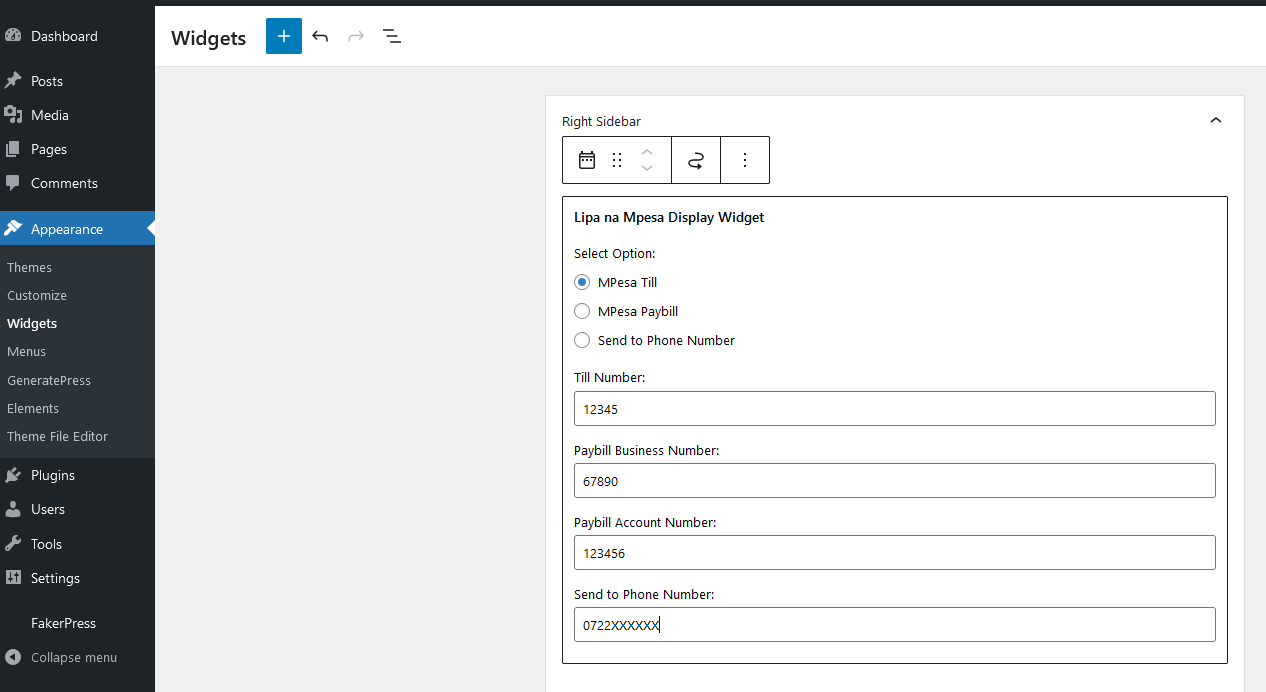 Dashboard
Posts
Media
Pages
Comments
Appearance
Themes
Customize
Widgets
Menus
GeneratePress
Elements
Theme File Editor
Plugins
Users
Tools
Settings
FakerPress
Collapse menu
Widgets
Right Sidebar
Lipa na Mpesa Display Widget
Select Option:
MPesa Till
MPesa Paybill
Send to Phone Number
Till Number:
12345
Paybill Business Number:
67890
Paybill Account Number:
123456
Send to Phone Number:
0722XXXXXX